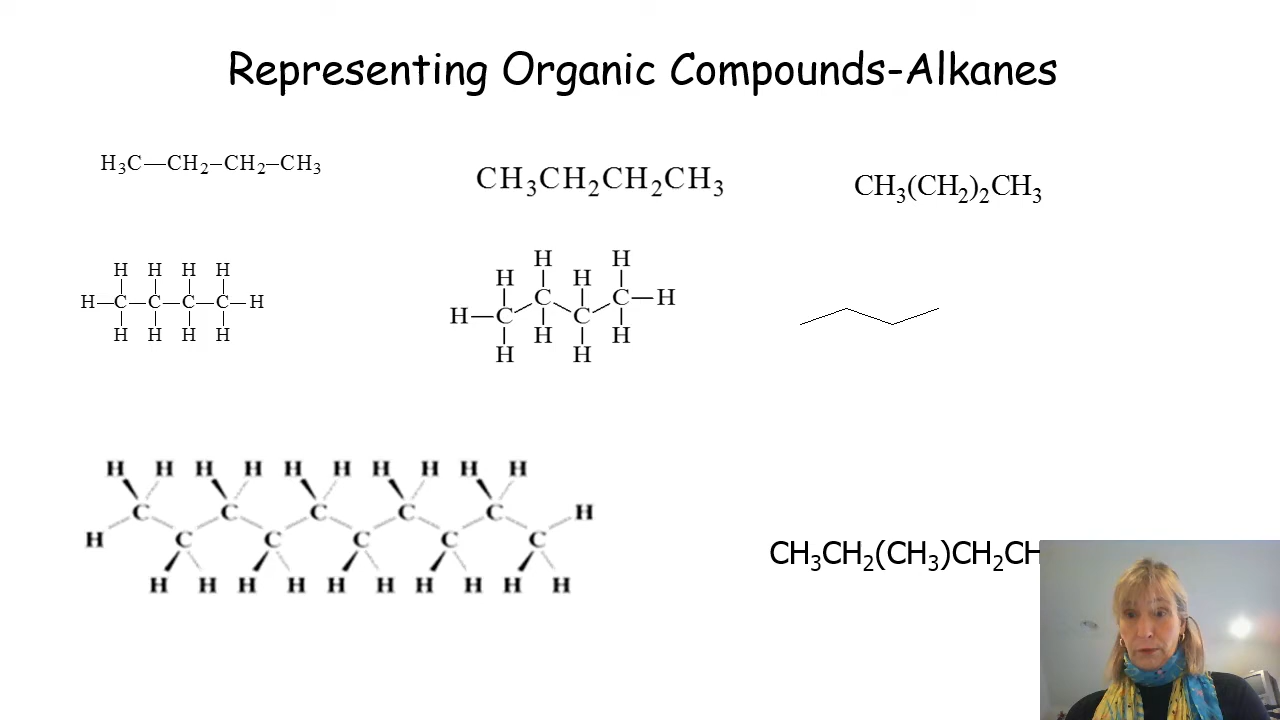 Representing Organic Compounds-Alkanes
H₃C—CH₂–CH₂–CH₃
CH₃CH₂CH₂CH₃
CH₃(CH₂)₂CH₃
H H H H
H—C—C—C—C—H
H H H H
H H
H H
C C—H
H—C C
H H
H H
H H H H H H H H H H
C C C C C H
H C C C C C
H H H H H H H H H H
CH₃CH₂(CH₃)CH₂CH